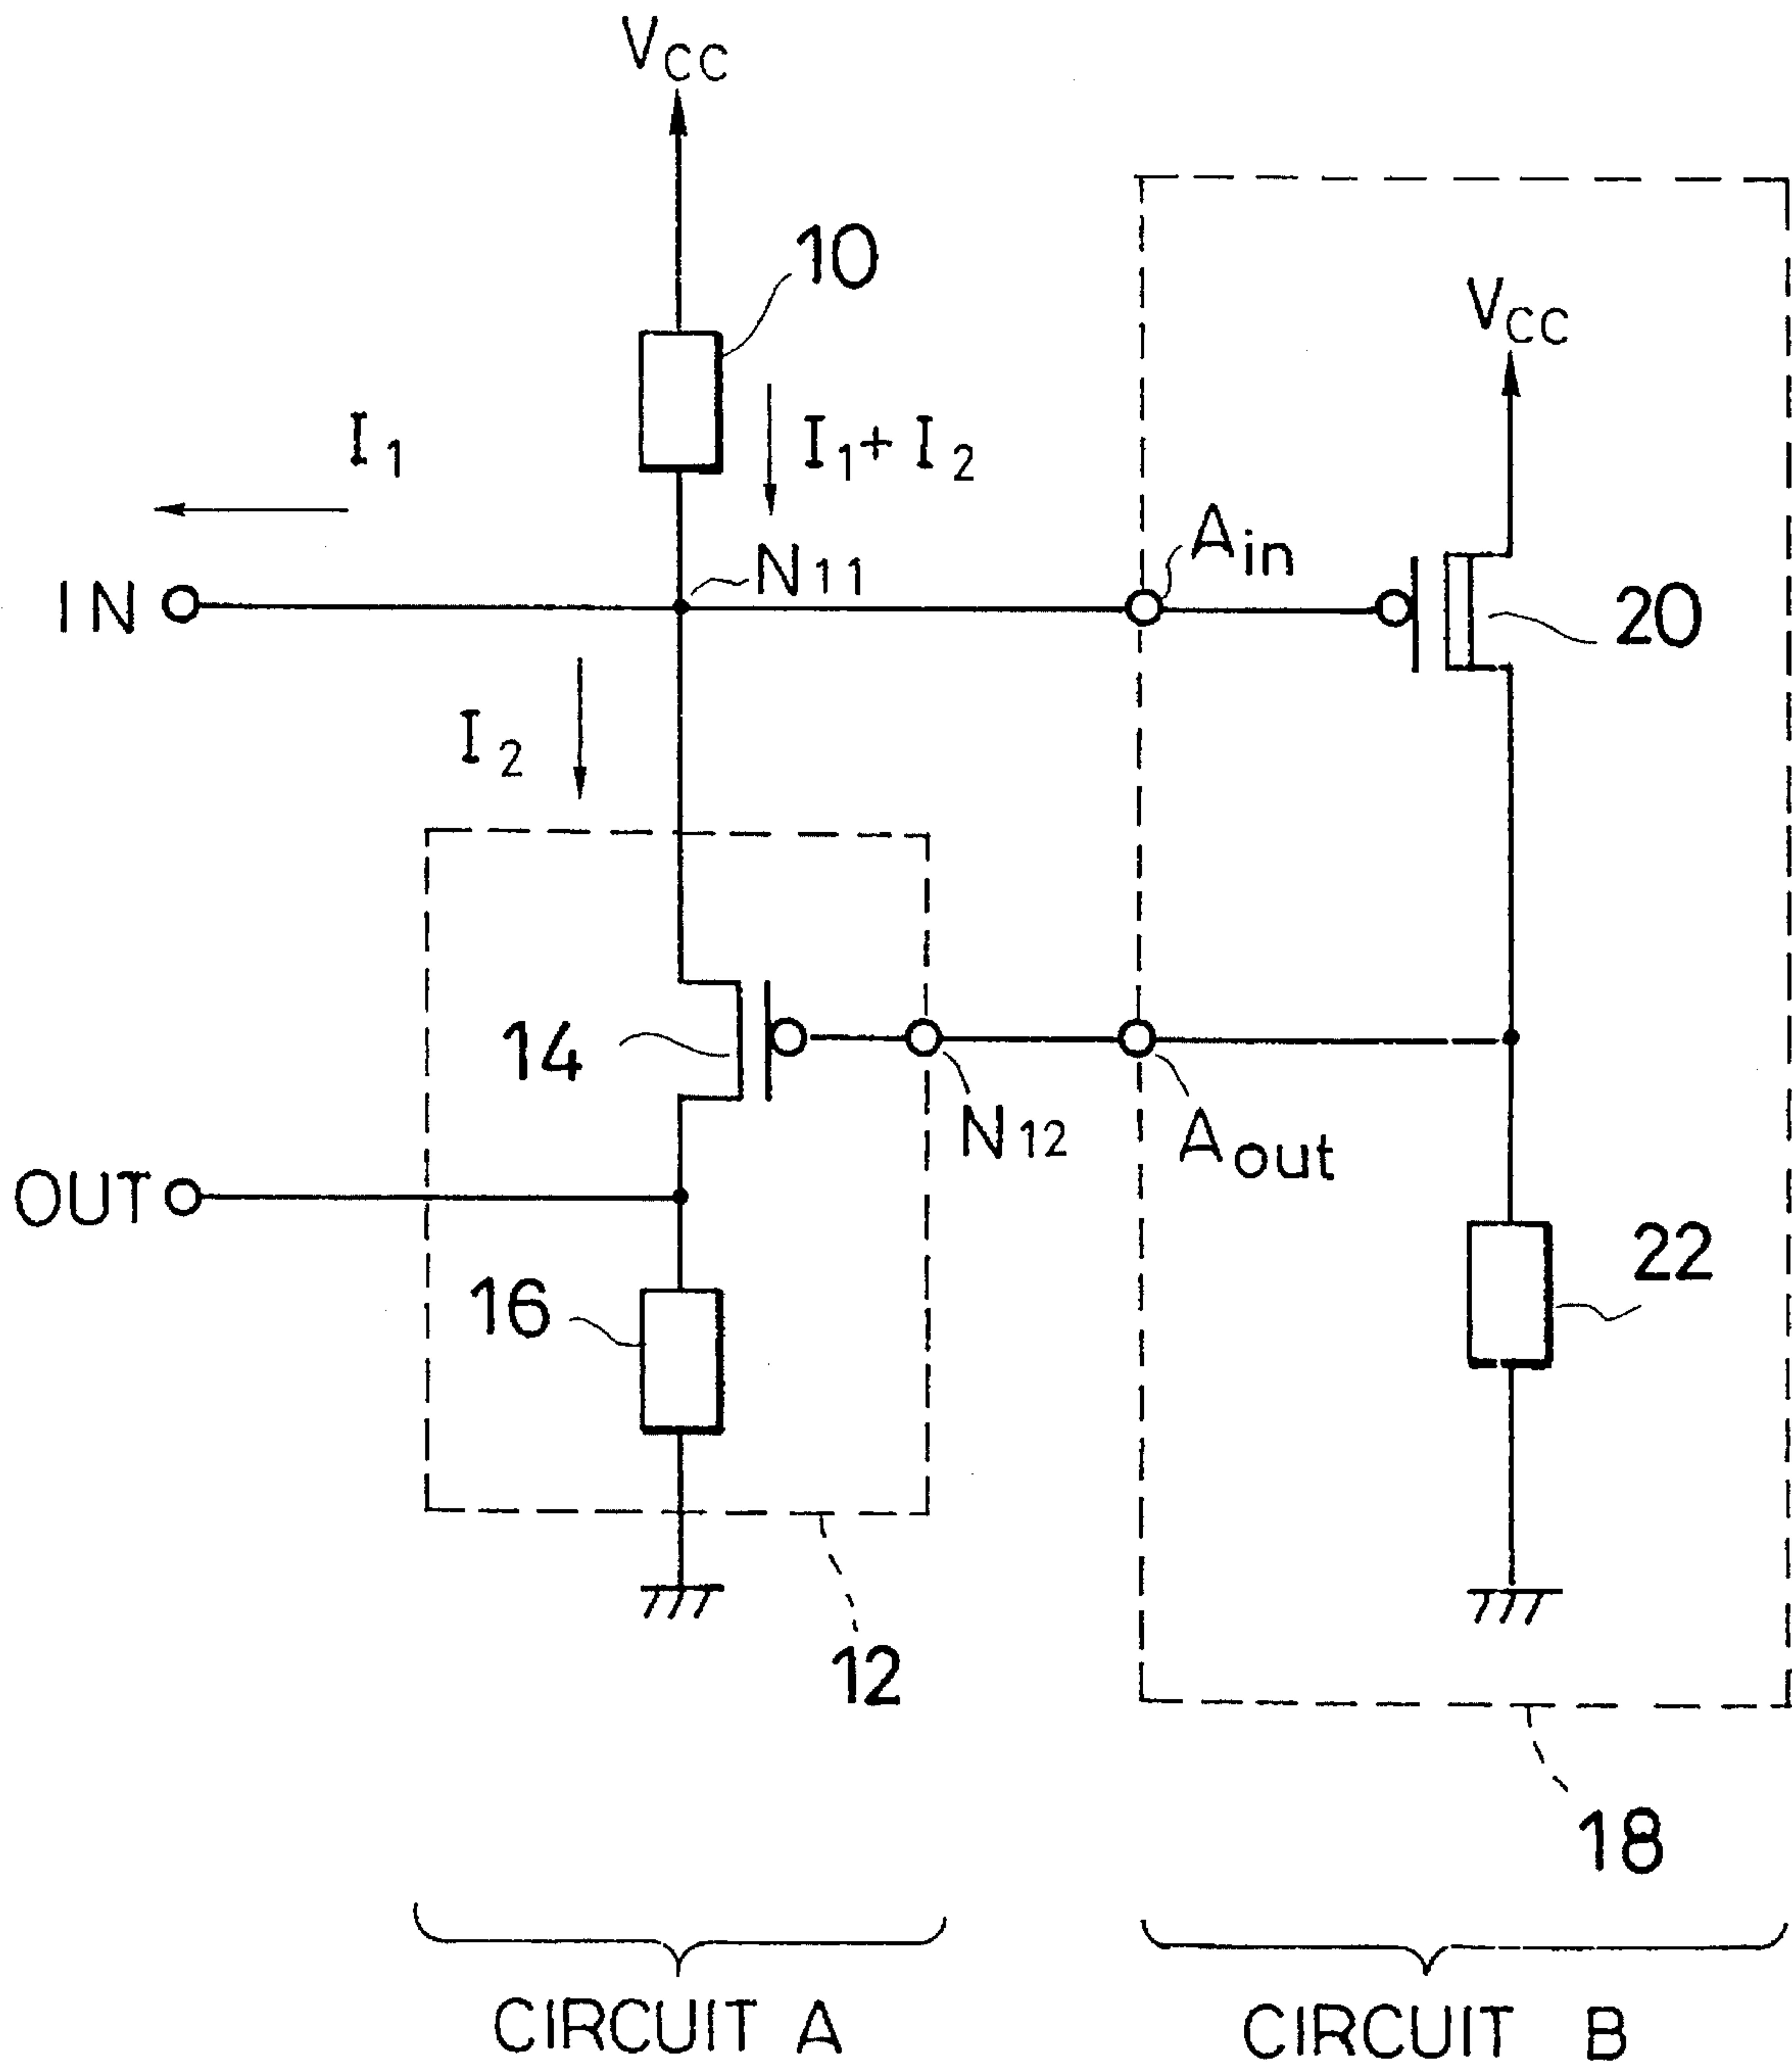 VCC
10
VCC
I1
I1+I2
Ain
N11
IN
20
I2
14
N12
Aout
OUT
16
22
12
18
CIRCUIT A
CIRCUIT B